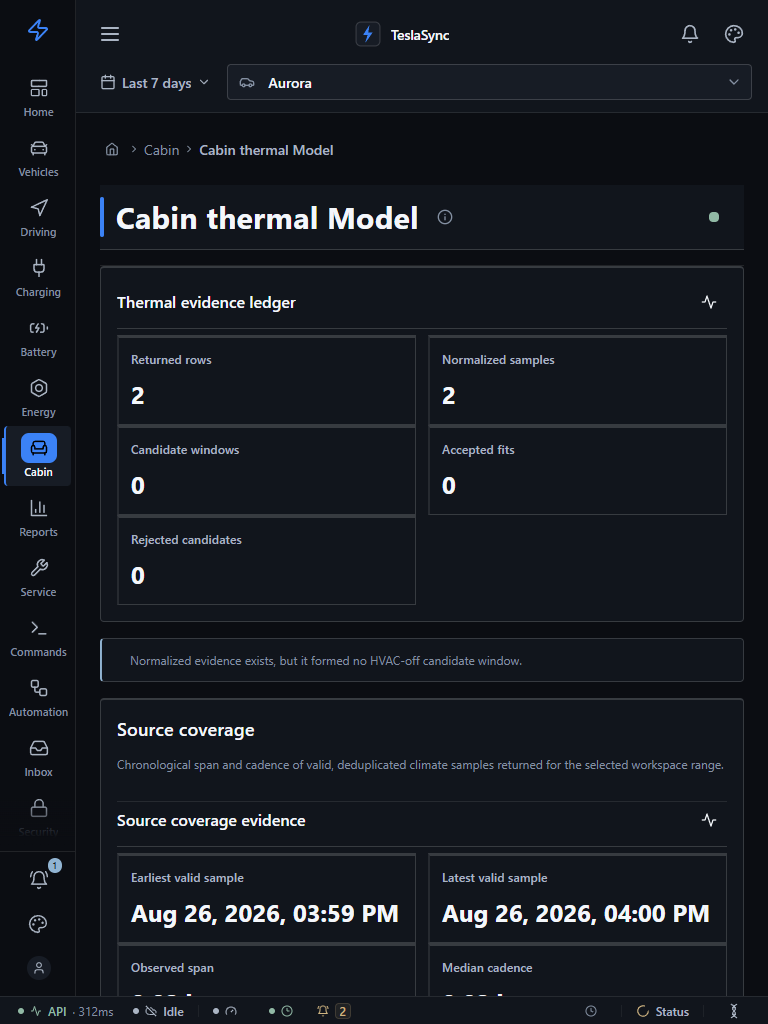 TeslaSync
Last 7 days
Aurora
Home
Vehicles
Driving
Charging
Battery
Energy
Cabin
Reports
Service
Commands
Automation
Inbox
Security
1
Cabin
Cabin thermal Model
Cabin thermal Model
Thermal evidence ledger
Returned rows
2
Normalized samples
2
Candidate windows
0
Accepted fits
0
Rejected candidates
0
Normalized evidence exists, but it formed no HVAC-off candidate window.
Source coverage
Chronological span and cadence of valid, deduplicated climate samples returned for the selected workspace range.
Source coverage evidence
Earliest valid sample
Aug 26, 2026, 03:59 PM
Latest valid sample
Aug 26, 2026, 04:00 PM
Observed span
Median cadence
API · 312ms
Idle
2
Status